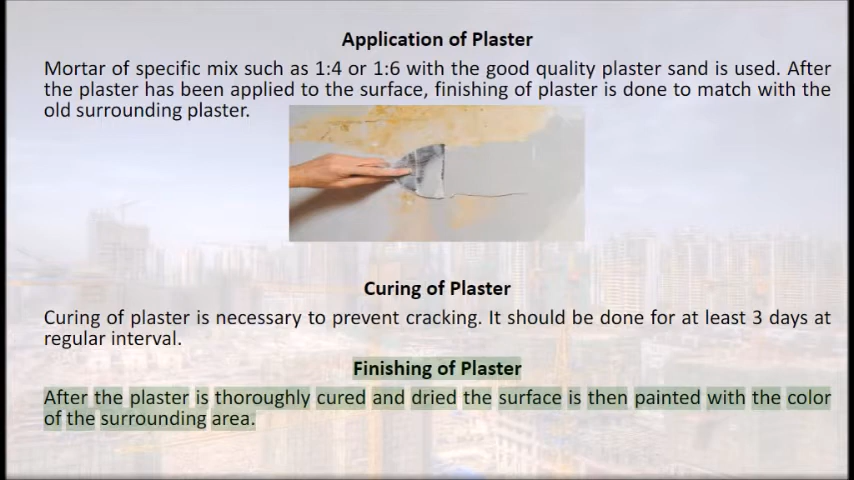 Application of Plaster
Mortar of specific mix such as 1:4 or 1:6 with the good quality plaster sand is used. After
the plaster has been applied to the surface, finishing of plaster is done to match with the
old surrounding plaster.
Curing of Plaster
Curing of plaster is necessary to prevent cracking. It should be done for at least 3 days at
regular interval.
Finishing of Plaster
After the plaster is thoroughly cured and dried the surface is then painted with the color
of the surrounding area.